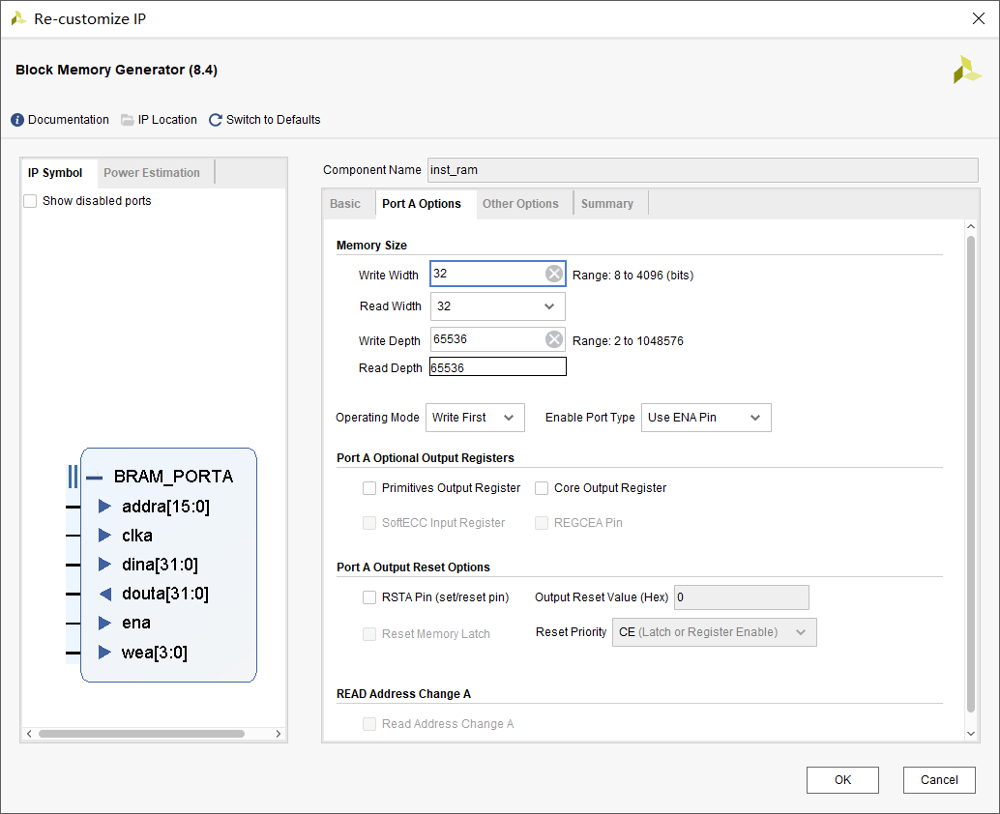 Re-customize IP
Block Memory Generator (8.4)
Documentation IP Location Switch to Defaults
IP Symbol Power Estimation
Show disabled ports
BRAM_PORTA
addra[15:0]
clka
dina[31:0]
douta[31:0]
ena
wea[3:0]
Component Name inst_ram
Basic Port A Options Other Options Summary
Memory Size
Write Width 32 Range: 8 to 4096 (bits)
Read Width 32
Write Depth 65536 Range: 2 to 1048576
Read Depth 65536
Operating Mode Write First Enable Port Type Use ENA Pin
Port A Optional Output Registers
Primitives Output Register Core Output Register
SoftECC Input Register REGCEA Pin
Port A Output Reset Options
RSTA Pin (set/reset pin) Output Reset Value (Hex) 0
Reset Memory Latch Reset Priority CE (Latch or Register Enable)
READ Address Change A
Read Address Change A
OK Cancel